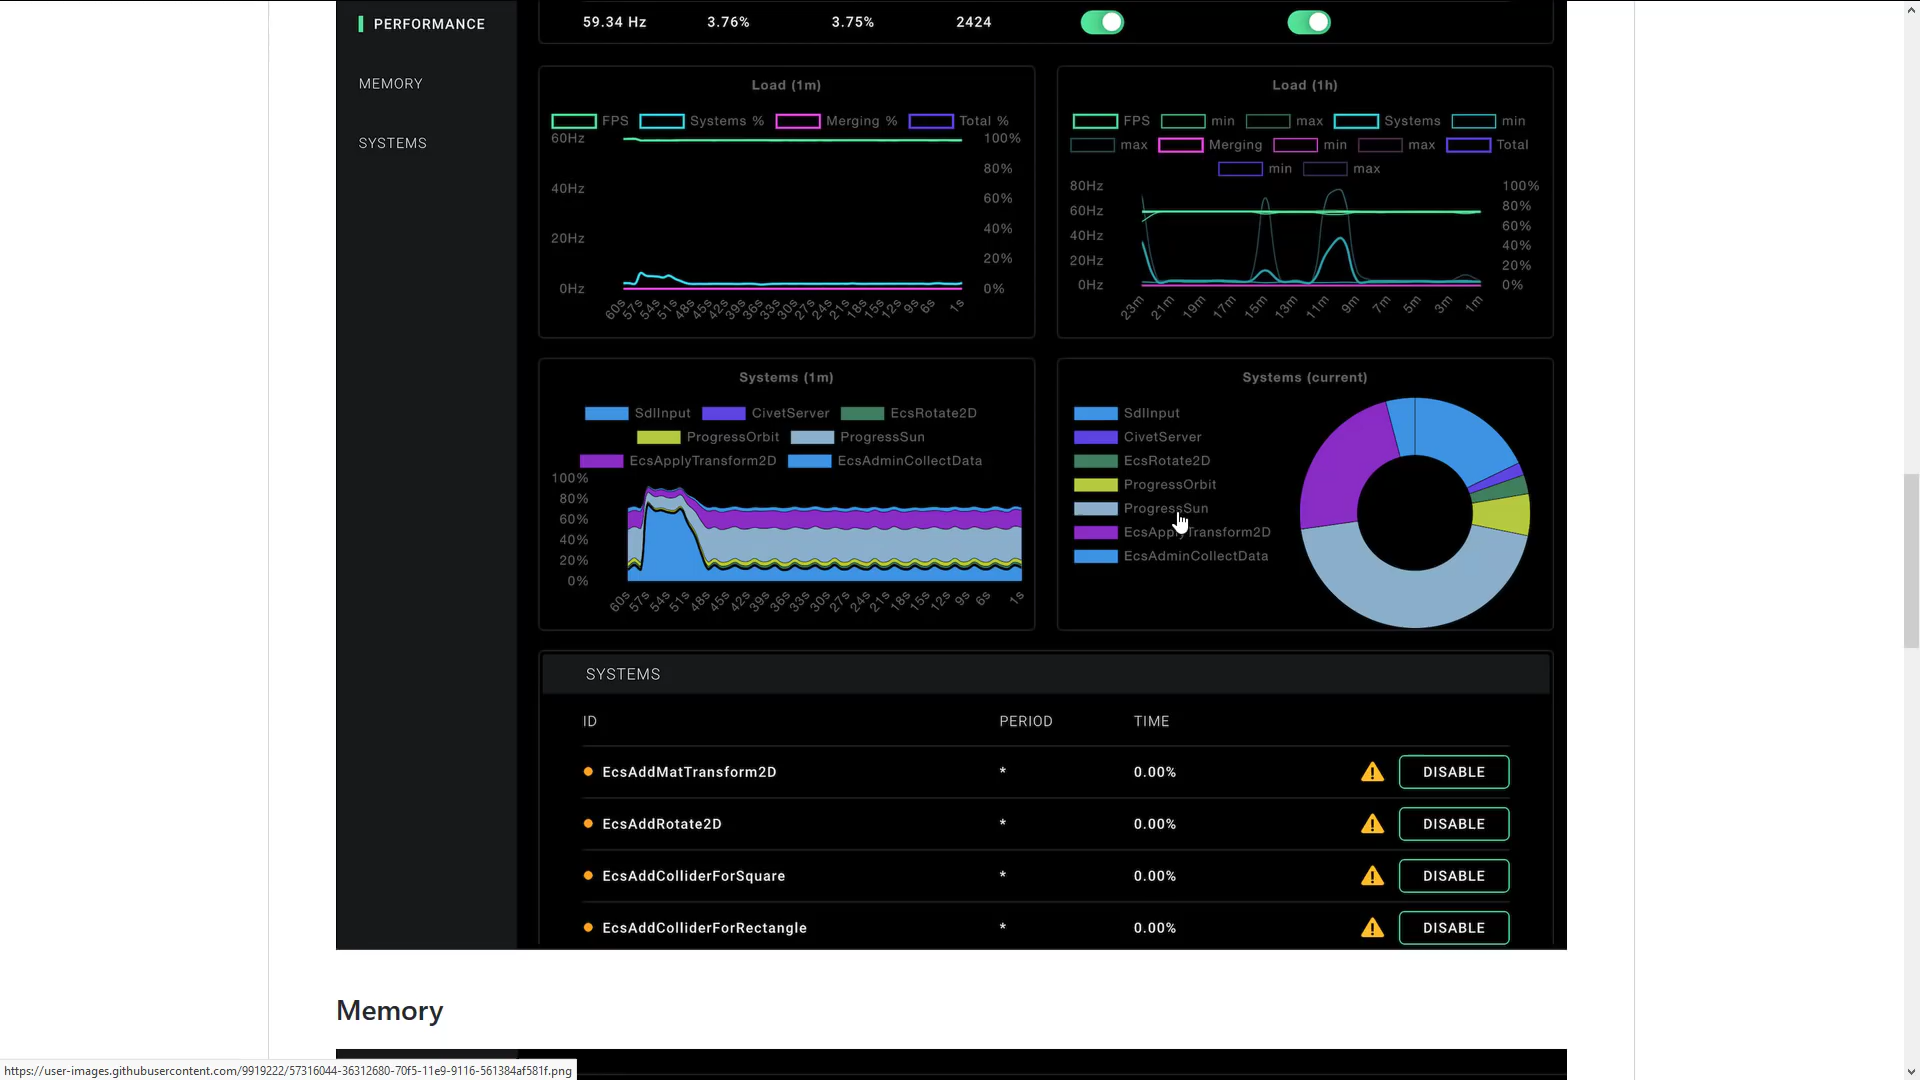 PERFORMANCE
59.34 Hz 3.76% 3.75% 2424
MEMORY
SYSTEMS
Load (1m)
FPS Systems % Merging % Total %
60Hz 100%
80%
40Hz
60%
40%
20Hz
20%
0Hz 0%
60s 57s 54s 51s 48s 45s 42s 39s 36s 33s 30s 27s 24s 21s 18s 15s 12s 9s 6s 1s
Load (1h)
FPS min max Systems min
max Merging min max Total
min max
80Hz 100%
80%
60Hz
60%
40Hz
40%
20Hz
20%
0Hz 0%
23m 21m 19m 17m 15m 13m 11m 9m 7m 5m 3m 1m
Systems (1m)
SdlInput CivetServer EcsRotate2D
ProgressOrbit ProgressSun
EcsApplyTransform2D EcsAdminCollectData
100%
80%
60%
40%
20%
0%
60s 57s 54s 51s 48s 45s 42s 39s 36s 33s 30s 27s 24s 21s 18s 15s 12s 9s 6s 1s
Systems (current)
SdlInput
CivetServer
EcsRotate2D
ProgressOrbit
ProgressSun
EcsApplyTransform2D
EcsAdminCollectData
SYSTEMS
ID PERIOD TIME
EcsAddMatTransform2D * 0.00% DISABLE
EcsAddRotate2D * 0.00% DISABLE
EcsAddColliderForSquare * 0.00% DISABLE
EcsAddColliderForRectangle * 0.00% DISABLE
Memory
https://user-images.githubusercontent.com/9919222/57316044-36312680-70f5-11e9-9116-561384af581f.png